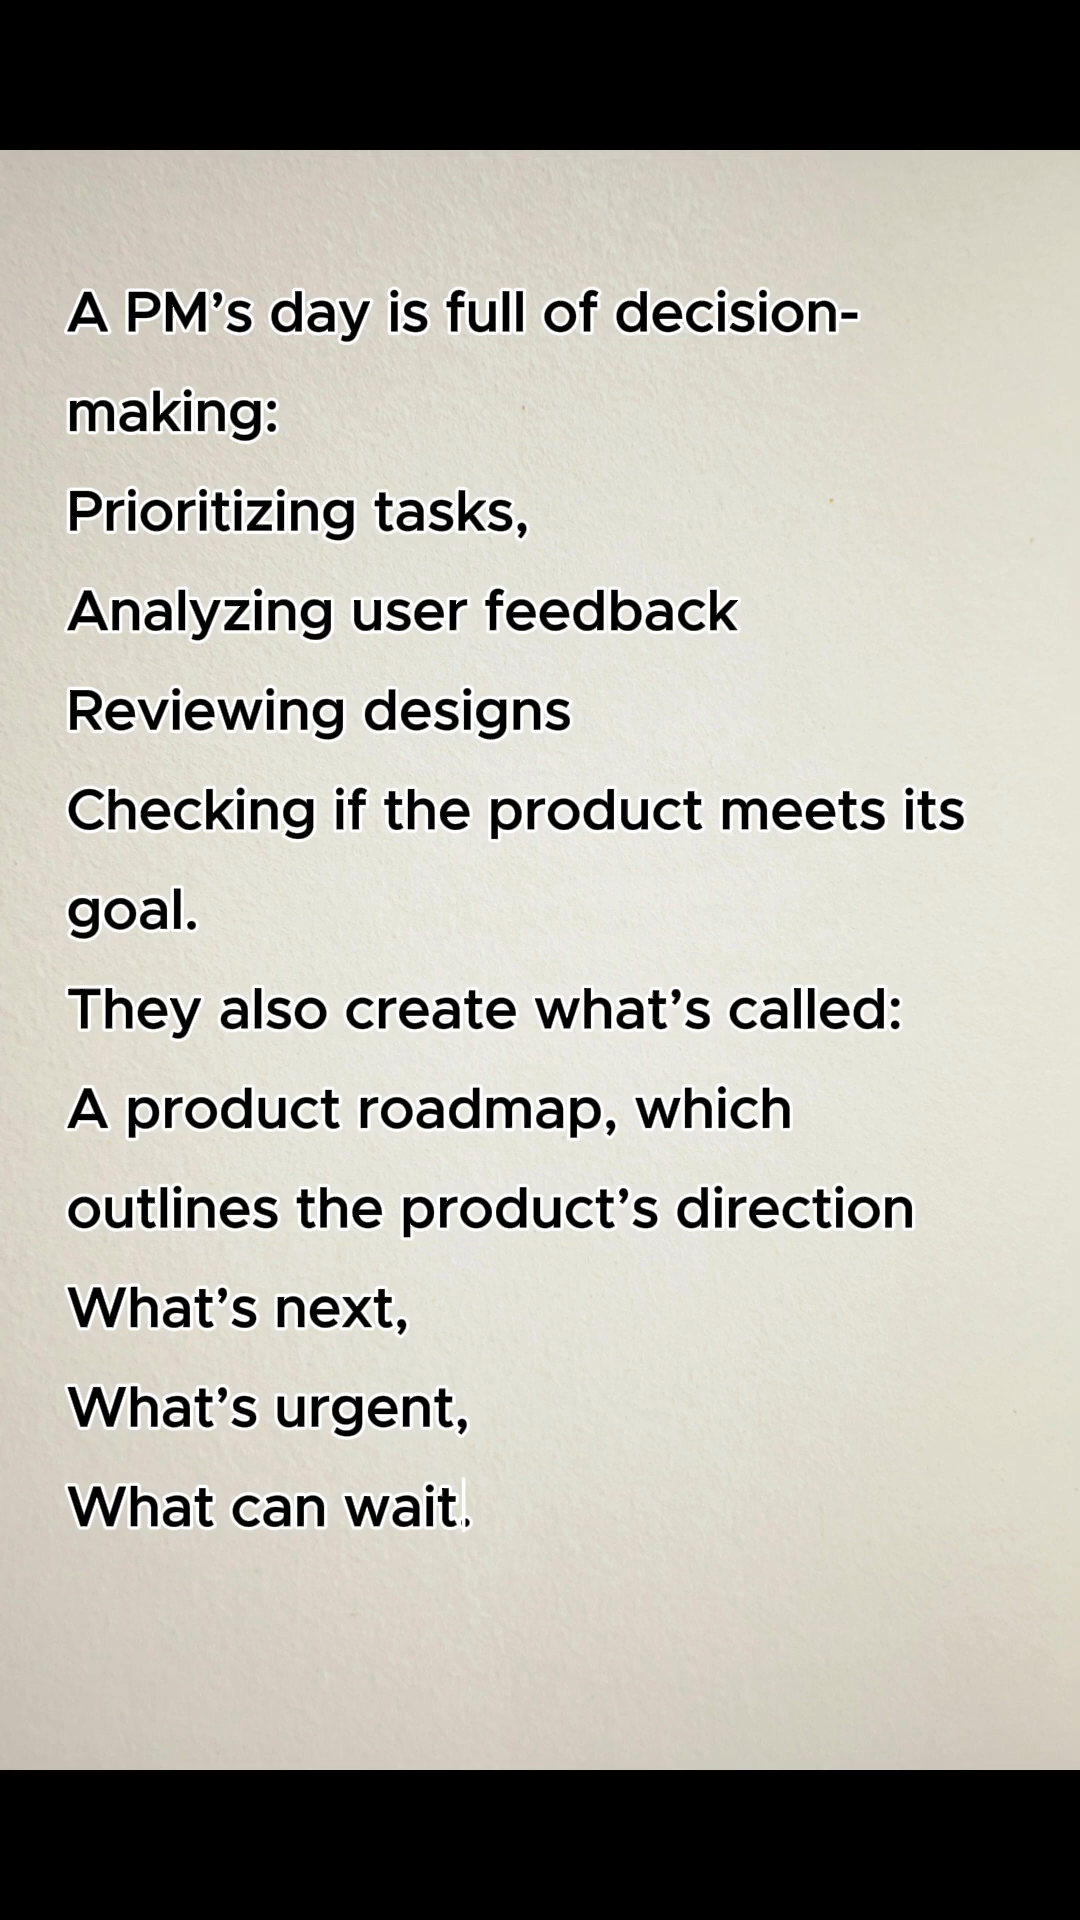 A PM’s day is full of decision-
making:
Prioritizing tasks,
Analyzing user feedback
Reviewing designs
Checking if the product meets its
goal.
They also create what’s called:
A product roadmap, which
outlines the product’s direction
What’s next,
What’s urgent,
What can wait.